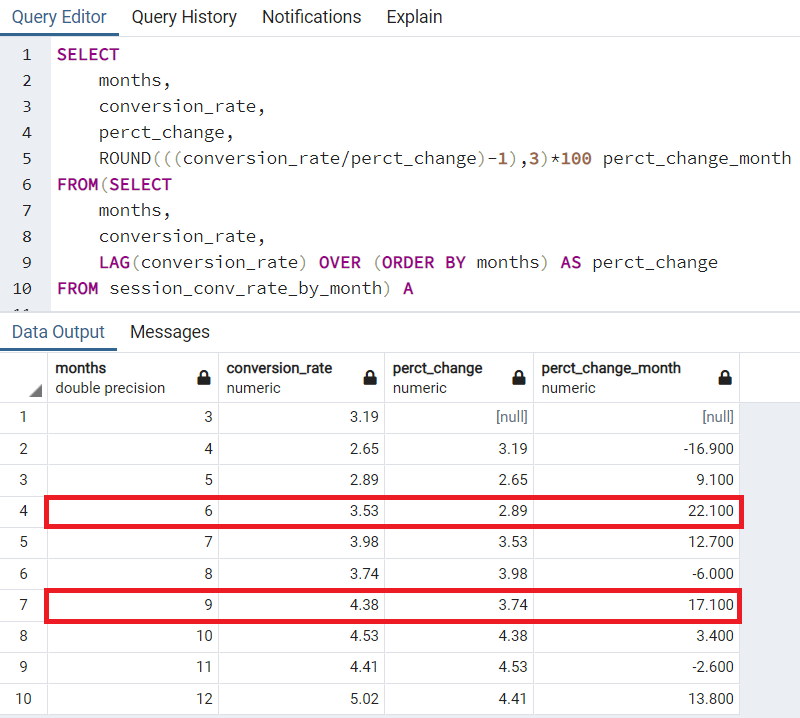 Query Editor Query History Notifications Explain
1 SELECT
2 months,
3 conversion_rate,
4 perct_change,
5 ROUND(((conversion_rate/perct_change)-1),3)*100 perct_change_month
6 FROM(SELECT
7 months,
8 conversion_rate,
9 LAG(conversion_rate) OVER (ORDER BY months) AS perct_change
10 FROM session_conv_rate_by_month) A
Data Output Messages
months conversion_rate perct_change perct_change_month
double precision numeric numeric numeric
1 3 3.19 [null] [null]
2 4 2.65 3.19 -16.900
3 5 2.89 2.65 9.100
4 6 3.53 2.89 22.100
5 7 3.98 3.53 12.700
6 8 3.74 3.98 -6.000
7 9 4.38 3.74 17.100
8 10 4.53 4.38 3.400
9 11 4.41 4.53 -2.600
10 12 5.02 4.41 13.800